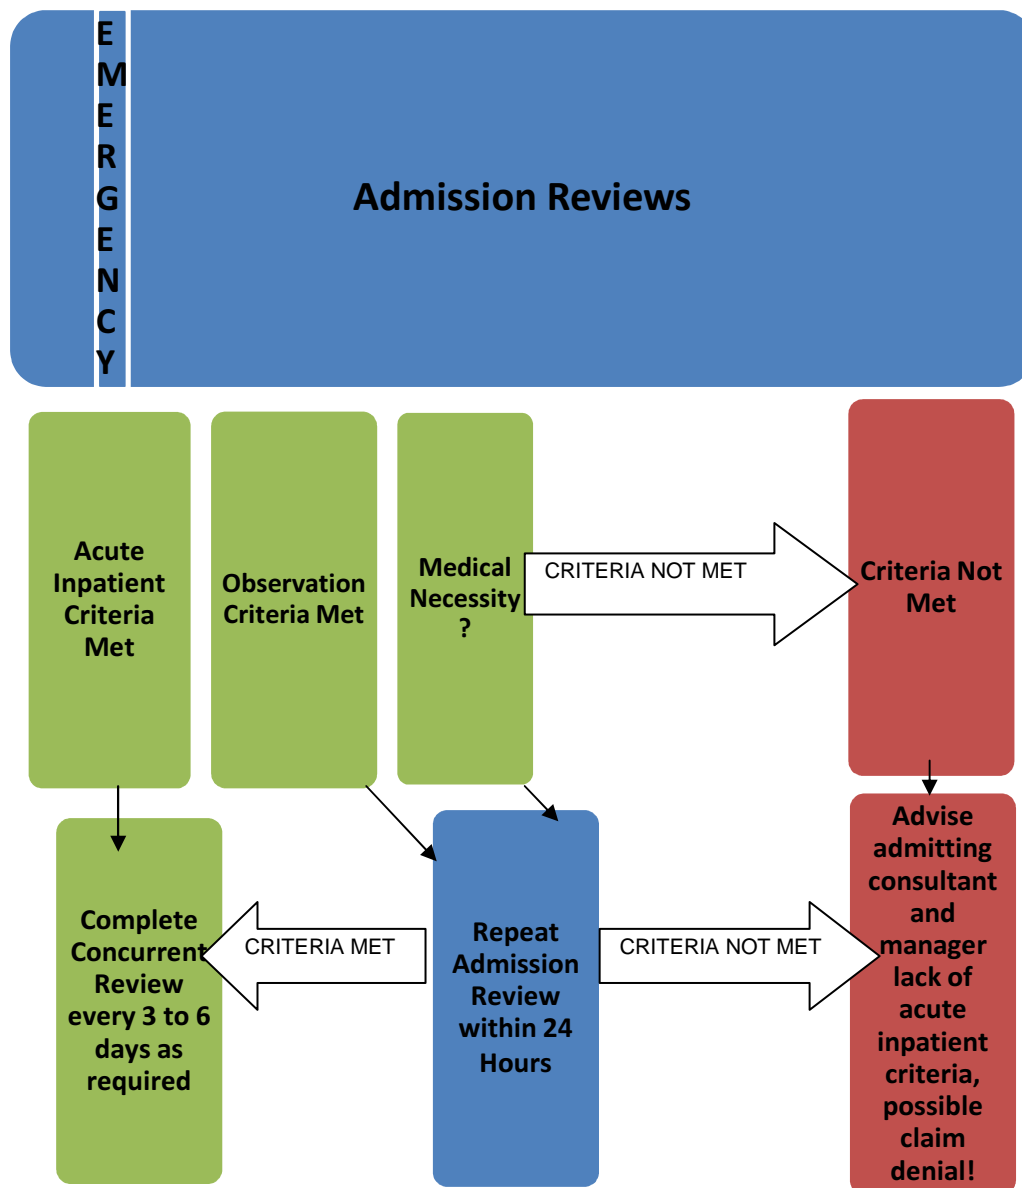 E
M
E
R
G
E
N
C
Y
Admission Reviews
Acute
Inpatient
Criteria
Met
Observation
Criteria Met
Medical
Necessity
?
CRITERIA NOT MET
Criteria Not
Met
Complete
Concurrent
Review
every 3 to 6
days as
required
CRITERIA MET
Repeat
Admission
Review
within 24
Hours
CRITERIA NOT MET
Advise
admitting
consultant
and
manager
lack of
acute
inpatient
criteria,
possible
claim
denial!